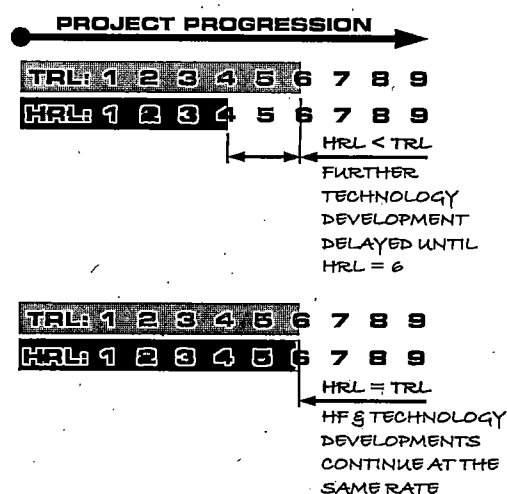 PROJECT PROGRESSION
TRL: 1 2 3 4 5 6 7 8 9
HRL: 1 2 3 4 5 6 7 8 9
HRL < TRL
FURTHER
TECHNOLOGY
DEVELOPMENT
DELAYED UNTIL
HRL = 6
TRL: 1 2 3 4 5 6 7 8 9
HRL: 1 2 3 4 5 6 7 8 9
HRL = TRL
HF & TECHNOLOGY
DEVELOPMENTS
CONTINUE AT THE
SAME RATE